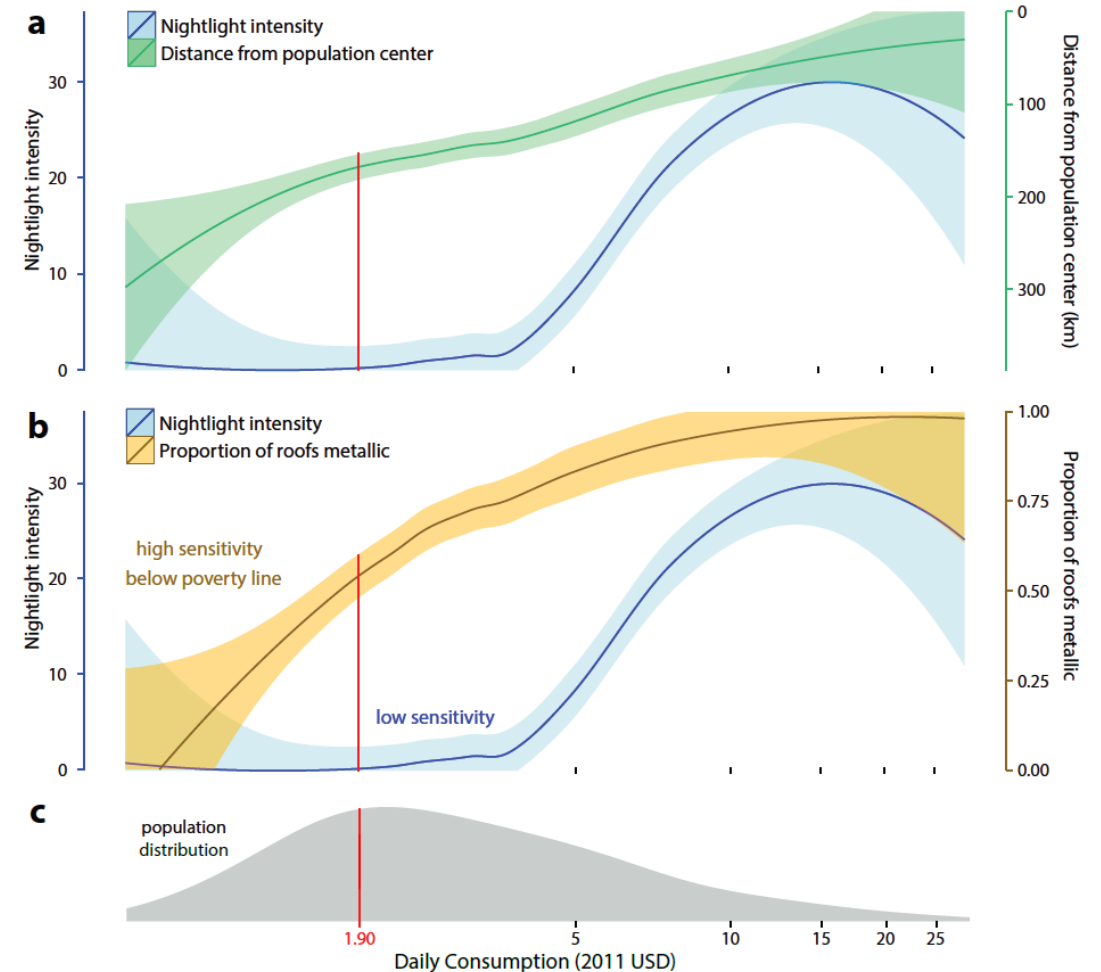 a
Nightlight intensity
Distance from population center
Nightlight intensity
30
20
10
0
0
100
200
300
Distance from population center (km)
b
Nightlight intensity
Proportion of roofs metallic
Nightlight intensity
30
20
10
0
high sensitivity
below poverty line
low sensitivity
1.00
0.75
0.50
0.25
0.00
Proportion of roofs metallic
c
population
distribution
1.90
5
10
15
20
25
Daily Consumption (2011 USD)